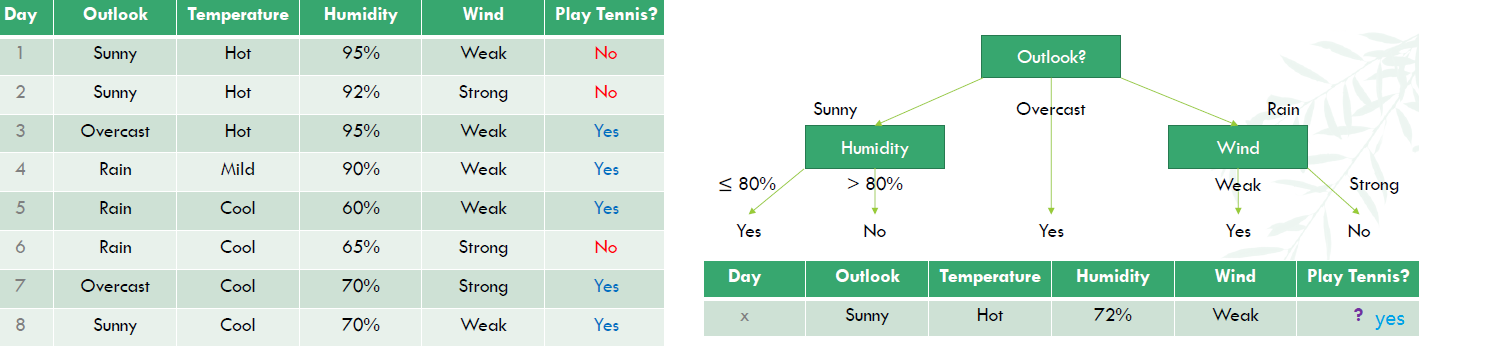 Day Outlook Temperature Humidity Wind Play Tennis?
1 Sunny Hot 95% Weak No
2 Sunny Hot 92% Strong No
3 Overcast Hot 95% Weak Yes
4 Rain Mild 90% Weak Yes
5 Rain Cool 60% Weak Yes
6 Rain Cool 65% Strong No
7 Overcast Cool 70% Strong Yes
8 Sunny Cool 70% Weak Yes
Outlook?
Sunny Overcast Rain
Humidity Wind
≤ 80% > 80% Weak Strong
Yes No Yes Yes No
Day Outlook Temperature Humidity Wind Play Tennis?
x Sunny Hot 72% Weak ? yes